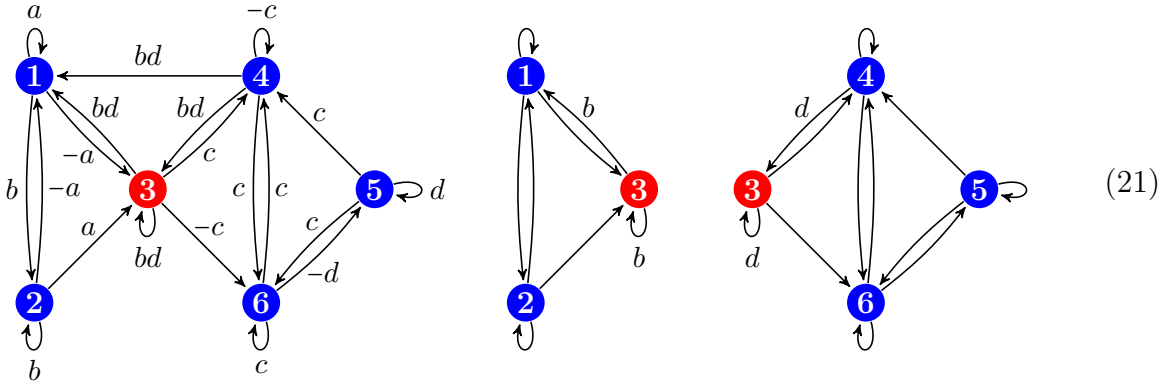 a −c
bd
1 4 1 4
bd bd c b d
−a c
b −a 3 c c 5 d 3 3 5 (21)
a −c c
bd −d b d
2 6 2 6
b c